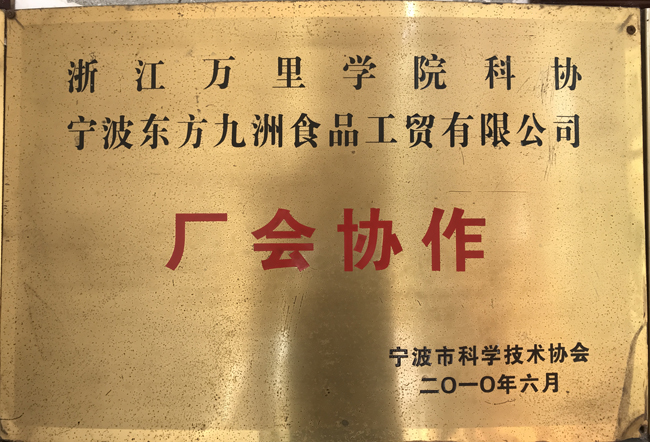 浙江万里学院科协
宁波东方九洲食品工贸有限公司
厂会协作
宁波市科学技术协会
二〇一〇年六月